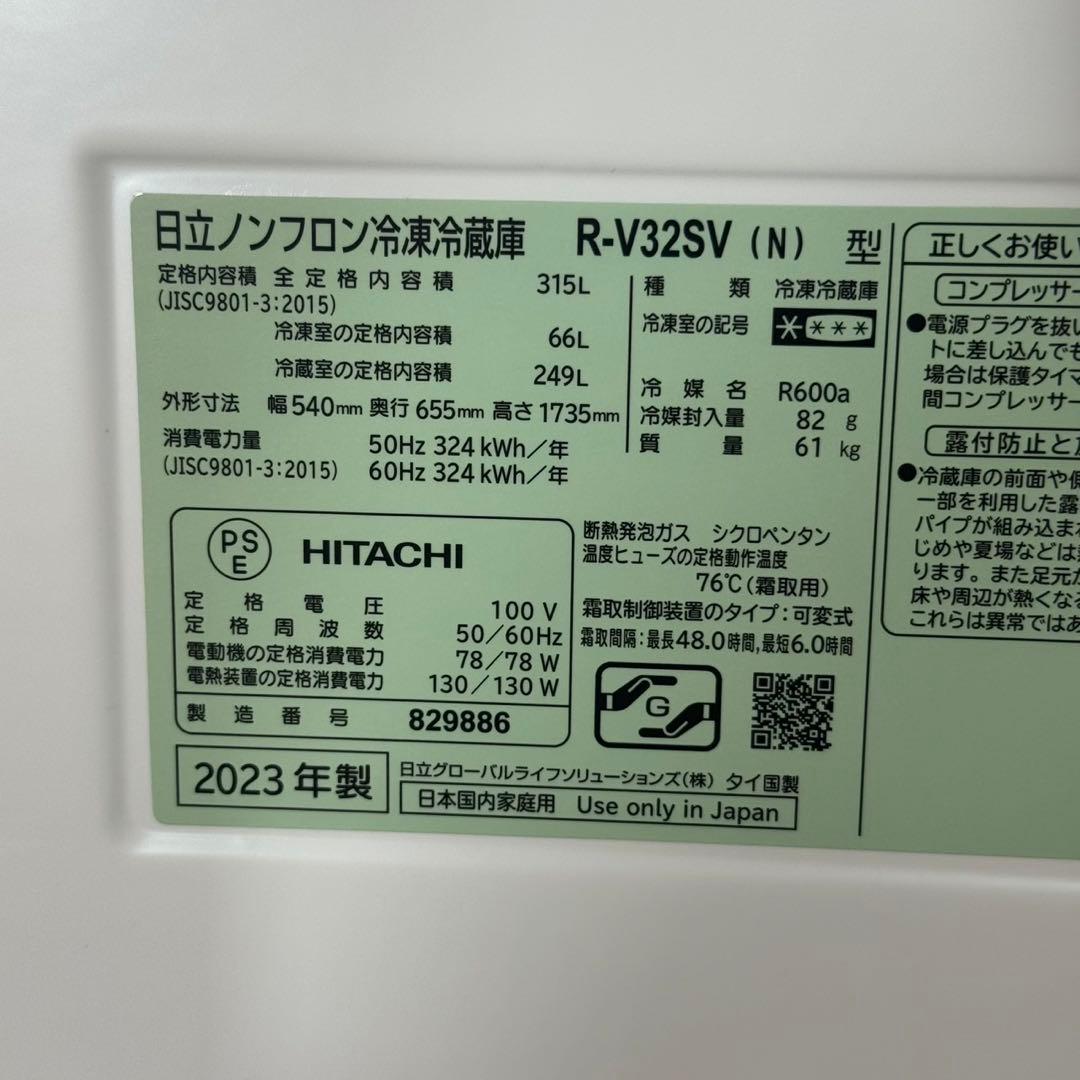 日立ノンフロン冷凍冷蔵庫 R-V32SV (N) 型
定格内容積 全定格内容積 315L
(JISC9801-3:2015)
冷凍室の定格内容積 66L
冷蔵室の定格内容積 249L
外形寸法 幅540mm奥行655mm高さ1735mm
消費電力量 50Hz 324kWh/年
(JISC9801-3:2015) 60Hz 324kWh/年
種類 冷凍冷蔵庫
冷凍室の記号 ****
冷媒名 R600a
冷媒封入量 82 g
質量 61 kg
PSE HITACHI
定格電圧 100 V
定格周波数 50/60Hz
電動機の定格消費電力 78/78 W
電熱装置の定格消費電力 130/130 W
製造番号 829886
断熱発泡ガス シクロペンタン
温度ヒューズの定格動作温度
76℃(霜取用)
霜取制御装置のタイプ:可変式
霜取間隔:最長48.0時間,最短6.0時間
G
2023年製
日立グローバルライフソリューションズ(株) タイ国製
日本国内家庭用 Use only in Japan
正しくお使い
コンプレッサー
●電源プラグを抜い
トに差し込んでも
場合は保護タイマ
間コンプレッサー
露付防止と
●冷蔵庫の前面や側
一部を利用した露
パイプが組み込まれ
じめや夏場などは
ります。また足元が
床や周辺が熱くなる
これらは異常ではあ